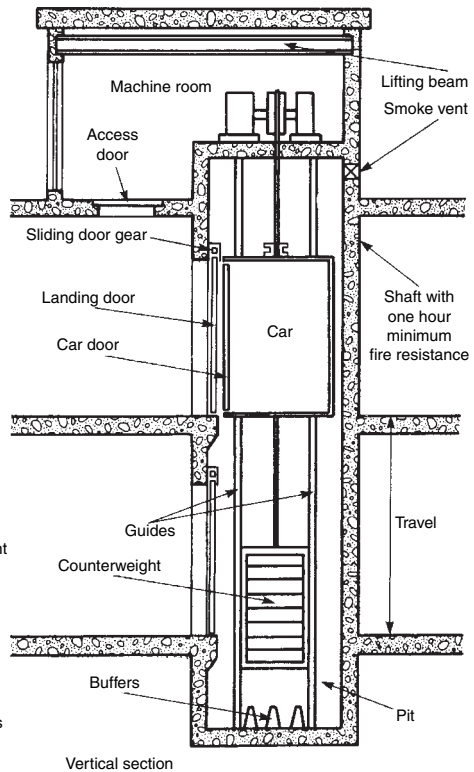 Machine room
Lifting beam
Smoke vent
Access
door
Sliding door gear
Landing door
Car door
Car
Shaft with
one hour
minimum
fire resistance
Guides
Travel
Counterweight
Buffers
Pit
Vertical section